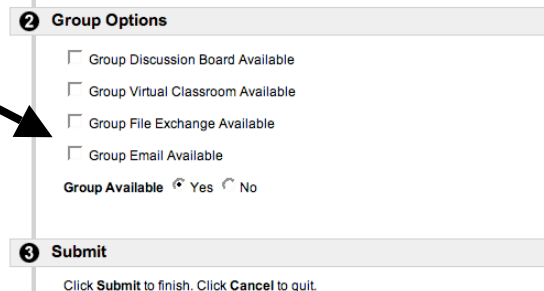 2 Group Options
Group Discussion Board Available
Group Virtual Classroom Available
Group File Exchange Available
Group Email Available
Group Available Yes No
3 Submit
Click Submit to finish. Click Cancel to quit.